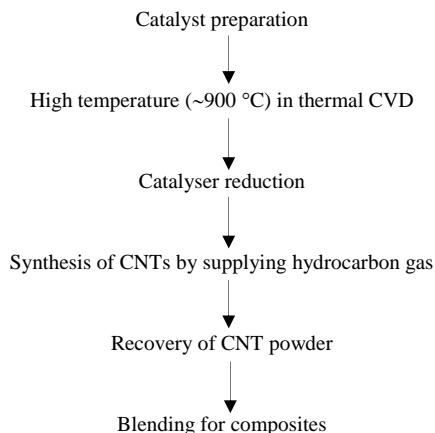 Catalyst preparation
High temperature (~900 °C) in thermal CVD
Catalyser reduction
Synthesis of CNTs by supplying hydrocarbon gas
Recovery of CNT powder
Blending for composites